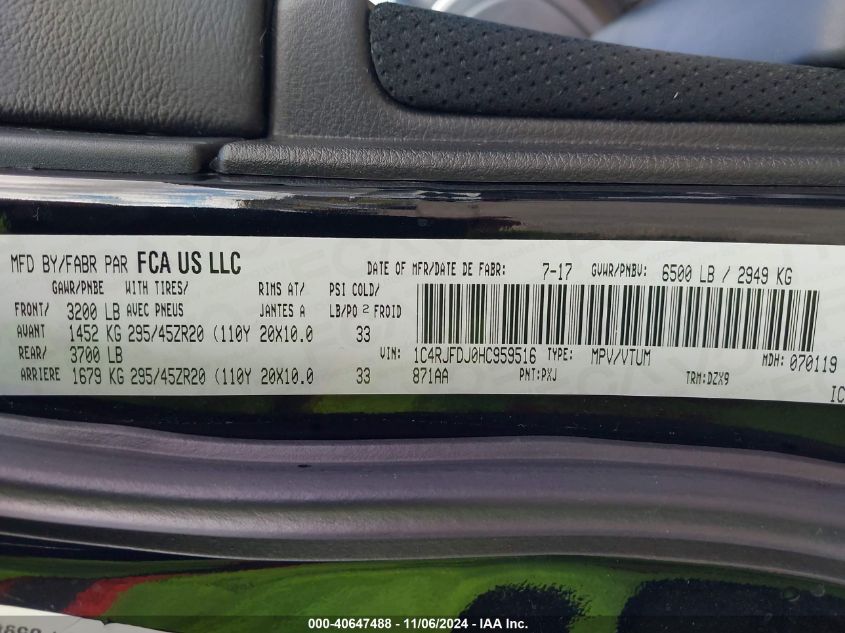 MFD BY/FABR PAR FCA US LLC DATE OF MFR/DATE DE FABR: 7-17 GVWR/PNBV: 6500 LB / 2949 KG
GAWR/PNBE WITH TIRES/ RIMS AT/ PSI COLD/
FRONT/ 3200 LB AVEC PNEUS JANTES A LB/PO ² FROID
AVANT 1452 KG 295/45ZR20 (110Y 20X10.0 33
REAR/ 3700 LB VIN: 1C4RJFDJ0HC959516 TYPE: MPV/VTUM MDH: 070119
ARRIERE 1679 KG 295/45ZR20 (110Y 20X10.0 33 871AA PNT:PXJ TRM:DZX9
IC
000-40647488 - 11/06/2024 - IAA Inc.